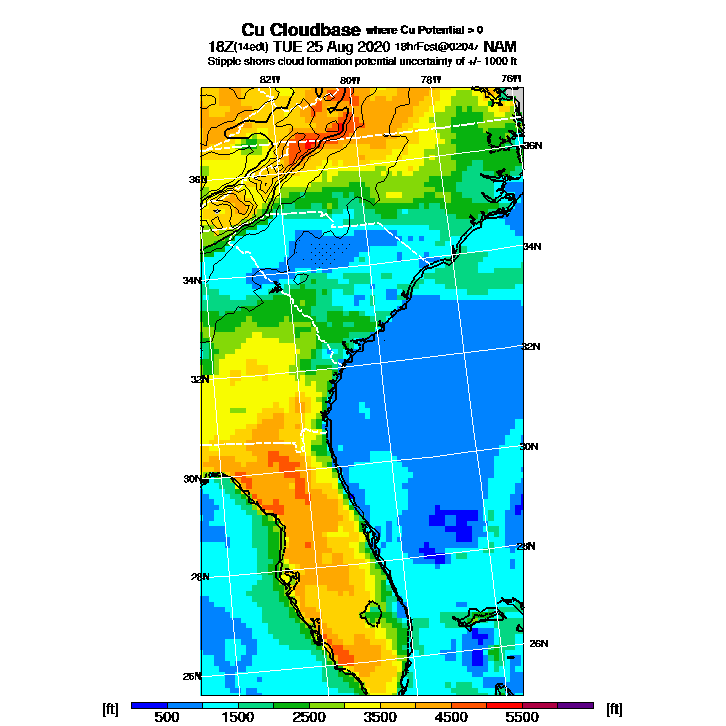 Cu Cloudbase where Cu Potential > 0
18Z(14edt) TUE 25 Aug 2020 18hrFcst@X0204z NAM
Stipple shows cloud formation potential uncertainty of +/- 1000 ft
82W 80W 78W 76W
36N
36N
34N
34N
32N
32N
30N
30N
28N
28N
26N
26N
[ft] 500 1500 2500 3500 4500 5500 [ft]